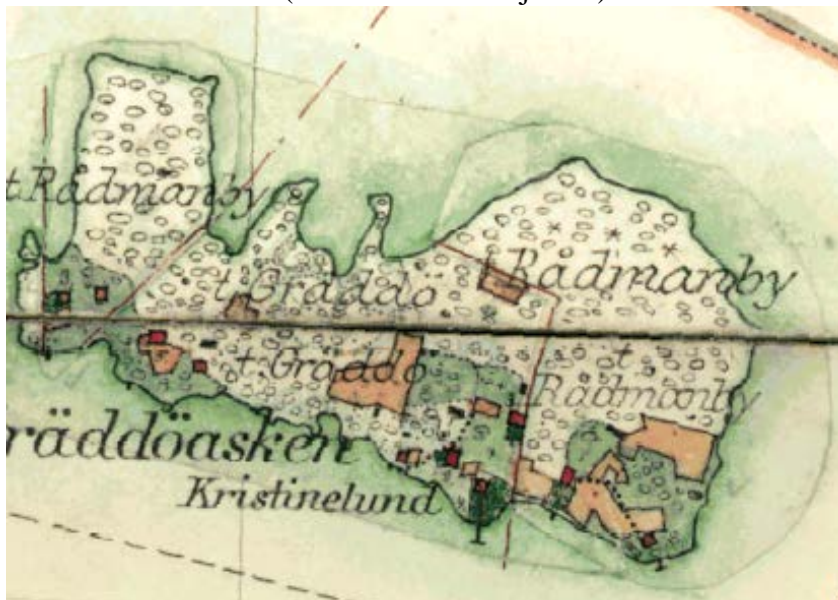 t Rådmanby
t Gräddö
t Rådmanby
t Gräddö
t
Rådmanby
räddöasken
Kristinelund